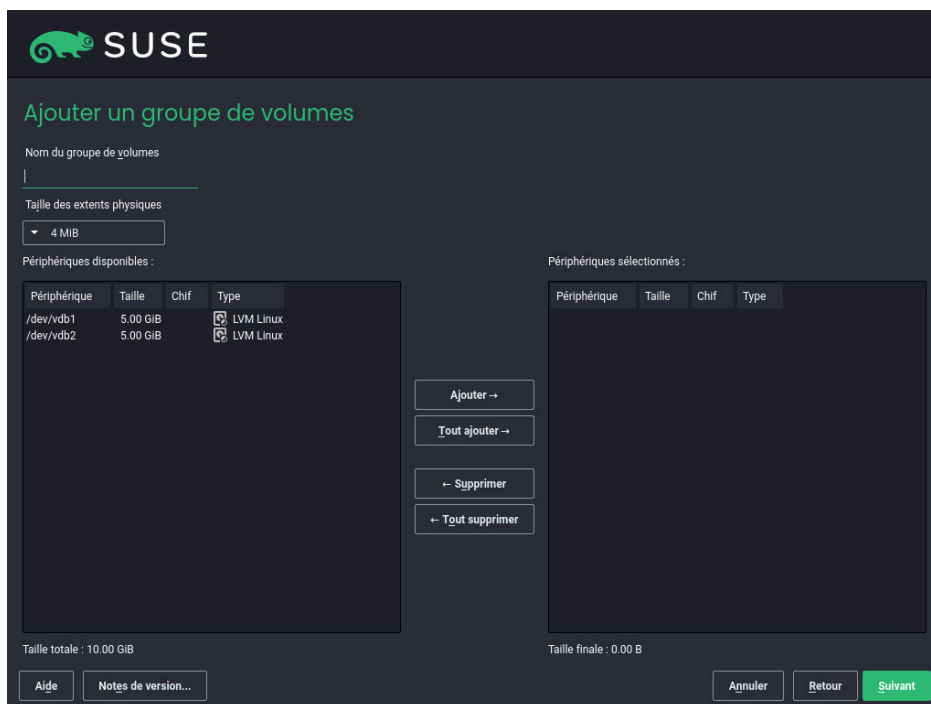 SUSE
Ajouter un groupe de volumes
Nom du groupe de volumes
Taille des extents physiques
4 MiB
Périphériques disponibles :
Périphérique Taille Chif Type
/dev/vdb1 5.00 GiB LVM Linux
/dev/vdb2 5.00 GiB LVM Linux
Taille totale : 10.00 GiB
Ajouter →
Tout ajouter →
← Supprimer
← Tout supprimer
Périphériques sélectionnés :
Périphérique Taille Chif Type
Taille finale : 0.00 B
Aide Notes de version... Annuler Retour Suivant